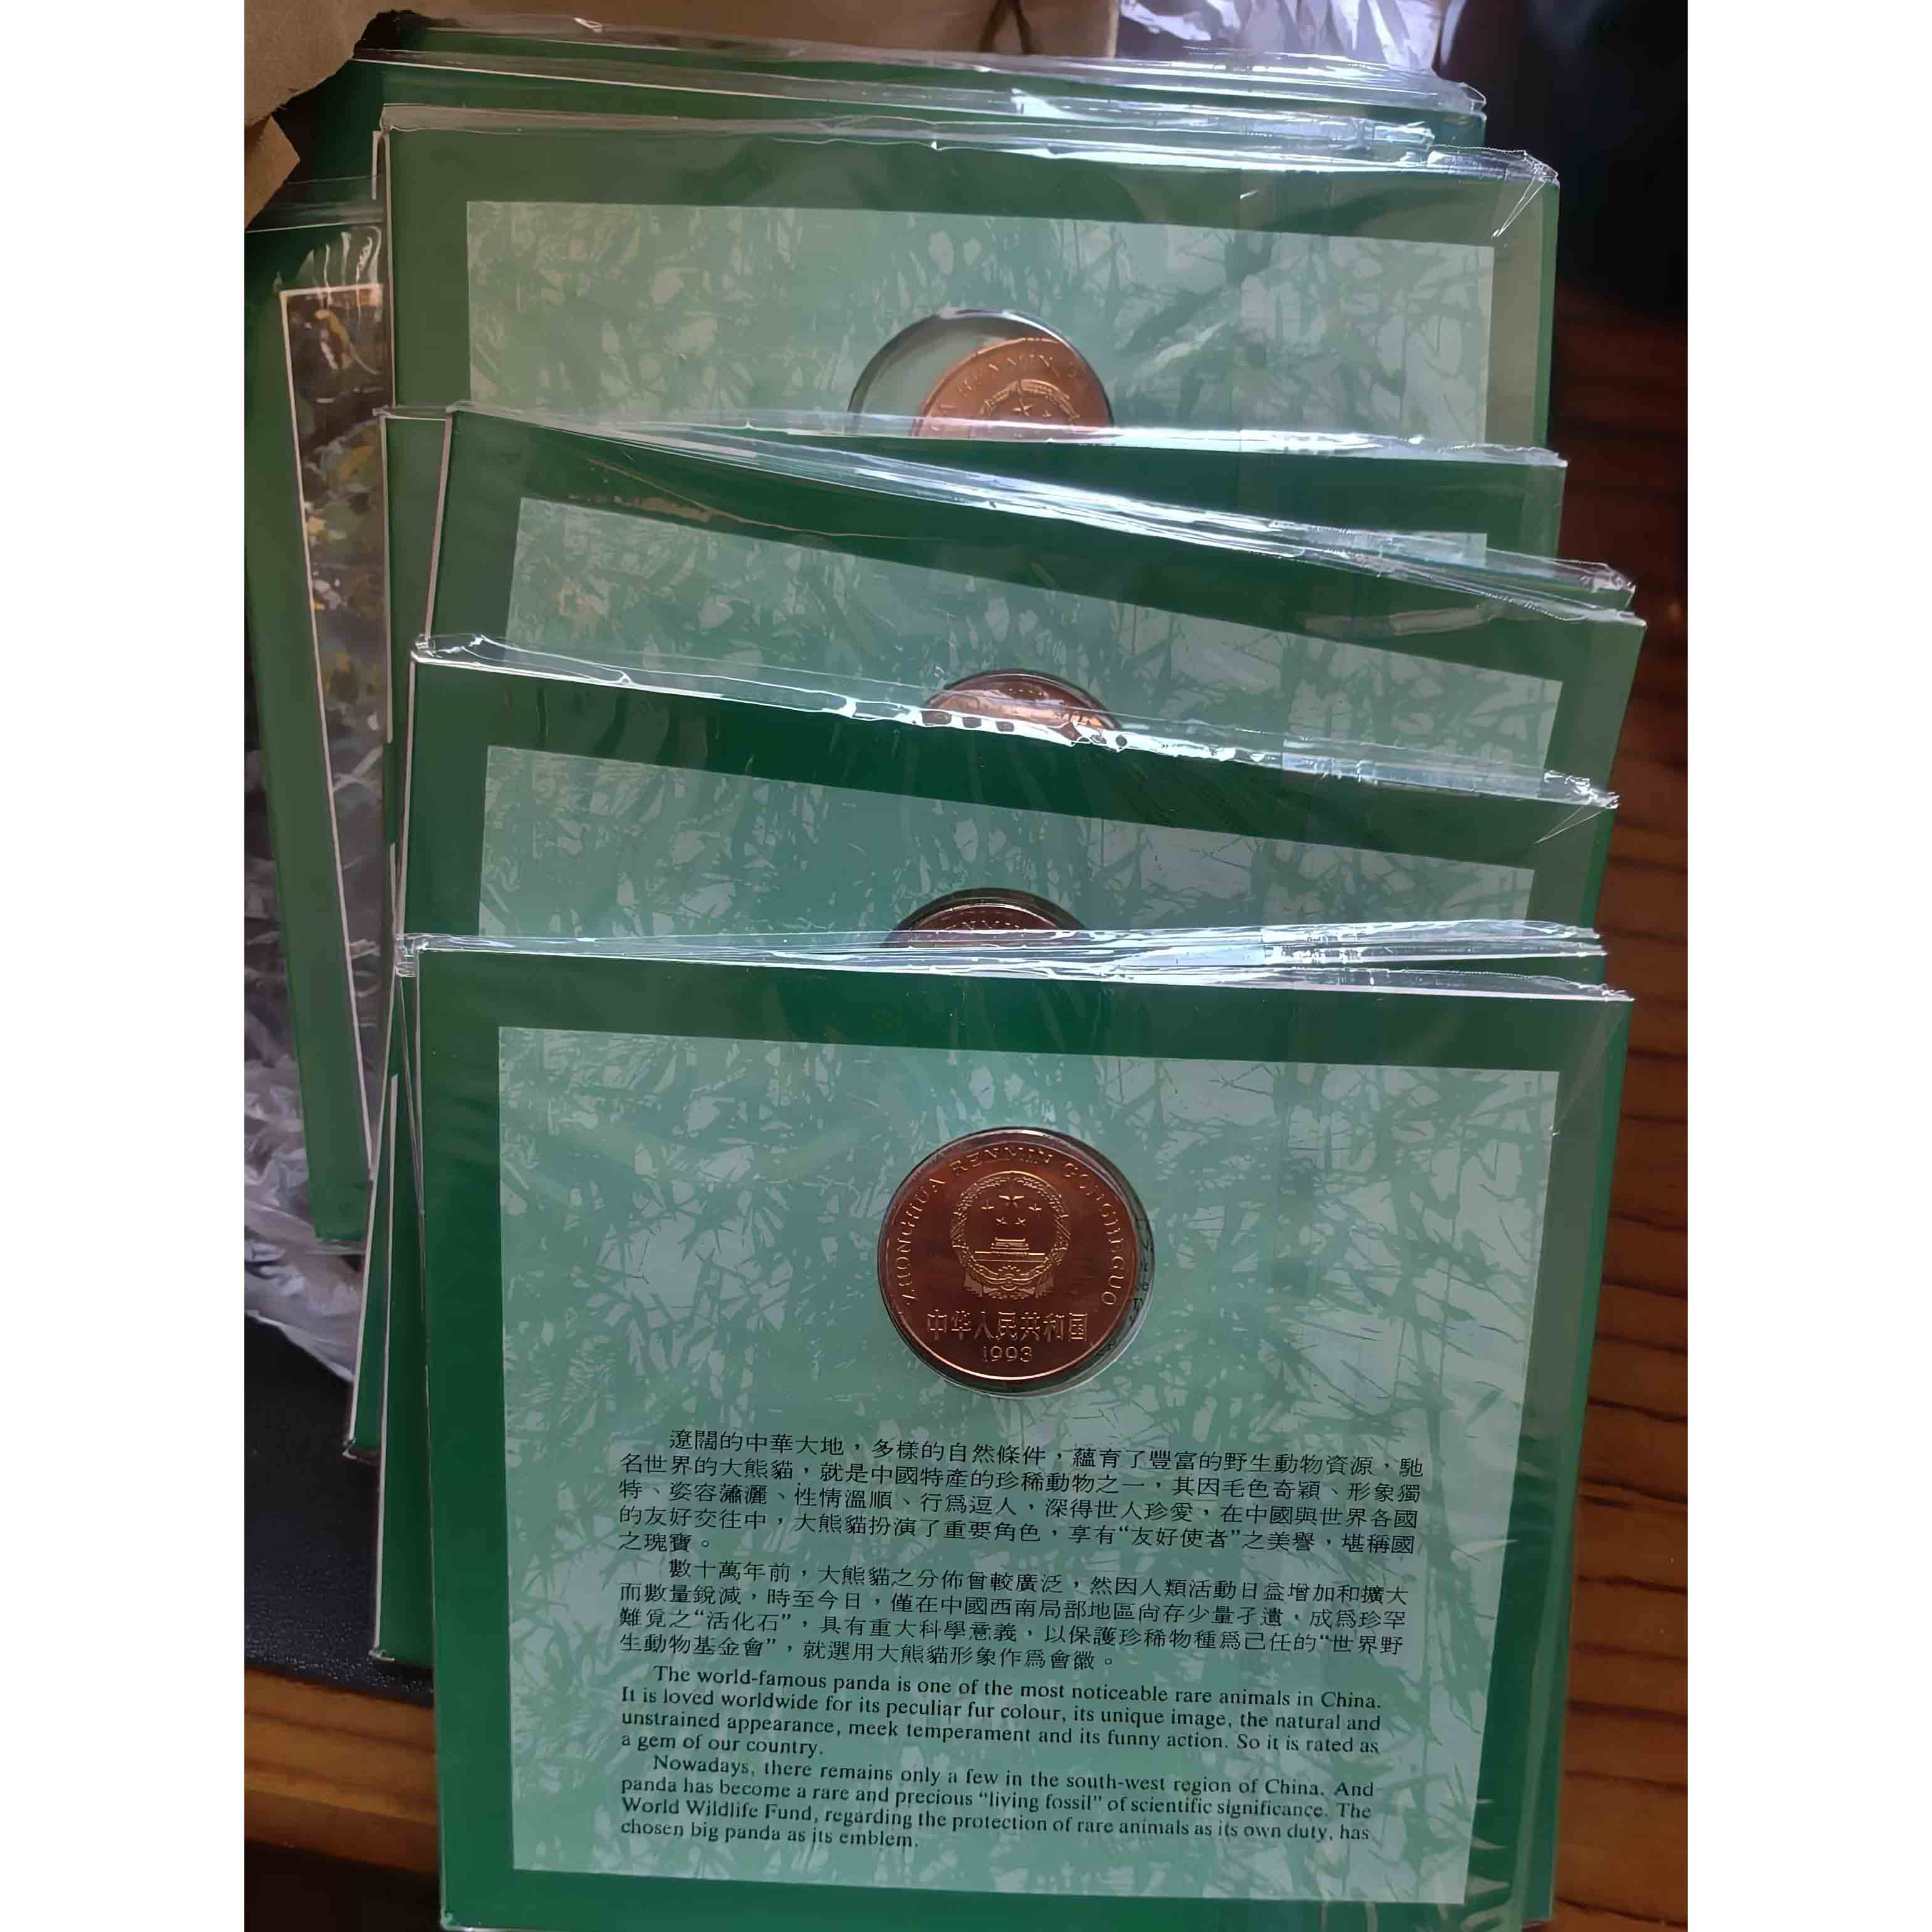 RENMIN
ZHONGHUA RENMIN GONGHEGUO
中华人民共和国
1993
遼闊的中華大地，多樣的自然條件，蘊育了豐富的野生動物資源，馳
名世界的大熊貓，就是中國特產的珍稀動物之一，其因毛色奇穎、形象獨
特、姿容瀟灑、性情溫順、行爲逗人，深得世人珍愛，在中國與世界各國
的友好交往中，大熊貓扮演了重要角色，享有“友好使者”之美譽，堪稱國
之瑰寶。
數十萬年前，大熊貓之分佈曾較廣泛，然因人類活動日益增加和擴大
而數量銳減，時至今日，僅在中國西南局部地區尚存少量孑遺，成爲珍罕
難覓之“活化石”，具有重大科學意義，以保護珍稀物種爲己任的“世界野
生動物基金會”，就選用大熊貓形象作爲會徽。
The world-famous panda is one of the most noticeable rare animals in China.
It is loved worldwide for its peculiar fur colour, its unique image, the natural and
unstrained appearance, meek temperament and its funny action. So it is rated as
a gem of our country.
Nowadays, there remains only a few in the south-west region of China. And
panda has become a rare and precious “living fossil” of scientific significance. The
World Wildlife Fund, regarding the protection of rare animals as its own duty, has
chosen big panda as its emblem.